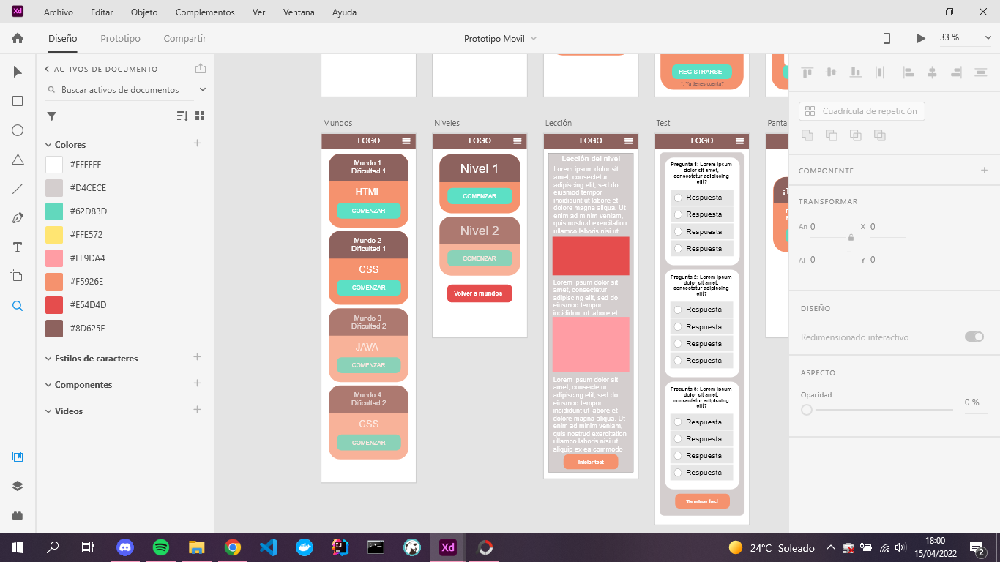 Xd
Archivo
Editar
Objeto
Complementos
Ver
Ventana
Ayuda
Diseño
Prototipo
Compartir
Prototipo Movil
33 %
ACTIVOS DE DOCUMENTO
Buscar activos de documentos
Colores
#FFFFFF
#D4CECE
#62D8BD
#FFE572
#FF9DA4
#F5926E
#E54D4D
#8D625E
Estilos de caracteres
Componentes
Vídeos
REGISTRARSE
"¿Ya tienes cuenta?
Mundos
LOGO
Mundo 1
Dificultad 1
HTML
COMENZAR
Mundo 2
Dificultad 1
CSS
COMENZAR
Mundo 3
Dificultad 2
JAVA
COMENZAR
Mundo 4
Dificultad 2
CSS
COMENZAR
Niveles
LOGO
Nivel 1
COMENZAR
Nivel 2
COMENZAR
Volver a mundos
Lección
LOGO
Lección del nivel
Lorem ipsum dolor sit
amet, consectetur
adipiscing elit, sed do
eiusmod tempor
incididunt ut labore et
dolore magna aliqua. Ut
enim ad minim veniam,
quis nostrud exercitation
ullamco laboris nisi ut
Lorem ipsum dolor sit
amet, consectetur
adipiscing elit, sed do
eiusmod tempor
incididunt ut labore et
Lorem ipsum dolor sit
amet, consectetur
adipiscing elit, sed do
eiusmod tempor
incididunt ut labore et
dolore magna aliqua. Ut
enim ad minim veniam,
quis nostrud exercitation
ullamco laboris nisi ut
aliquip ex ea commodo
Iniciar test
Test
LOGO
Pregunta 1: Lorem ipsum
dolor sit amet,
consectetur adipiscing
elit?
Respuesta
Respuesta
Respuesta
Respuesta
Pregunta 2: Lorem ipsum
dolor sit amet,
consectetur adipiscing
elit?
Respuesta
Respuesta
Respuesta
Respuesta
Pregunta 3: Lorem ipsum
dolor sit amet,
consectetur adipiscing
elit?
Respuesta
Respuesta
Respuesta
Respuesta
Terminar test
Panta
Cuadrícula de repetición
COMPONENTE
TRANSFORMAR
An 0
X 0
Al 0
Y 0
DISEÑO
Redimensionado interactivo
ASPECTO
Opacidad
0 %
Xd
24°C Soleado
18:00
15/04/2022
2